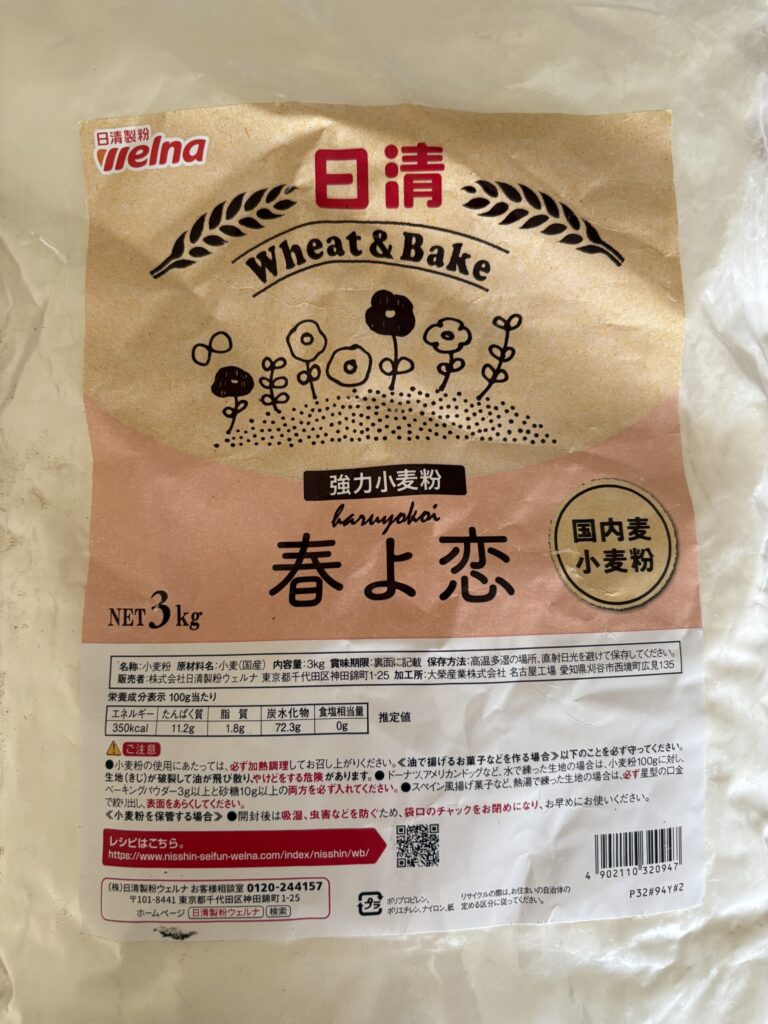 日清製粉
welna
日清
Wheat & Bake
強力小麦粉
haruyokoi
春よ恋
国内麦
小麦粉
NET 3 kg
名称:小麦粉 原材料名:小麦(国産) 内容量:3kg 賞味期限:裏面に記載 保存方法:高温多湿の場所、直射日光を避けて保存してください。
販売者:株式会社日清製粉ウェルナ 東京都千代田区神田錦町1-25 加工所:大榮産業株式会社 名古屋工場 愛知県刈谷市西境町広見135
栄養成分表示 100g当たり
エネルギー たんぱく質 脂質 炭水化物 食塩相当量
350kcal 11.2g 1.8g 72.3g 0g
推定値
ご注意
●小麦粉の使用にあたっては、必ず加熱調理してお召し上がりください。≪油で揚げるお菓子などを作る場合≫以下のことを必ず守ってください。
生地(きじ)が破裂して油が飛び散り、やけどをする危険があります。●ドーナツ、アメリカンドッグなど、水で練った生地の場合は、小麦粉100gに対し、
ベーキングパウダー3g以上と砂糖10g以上の両方を必ず入れてください。●スペイン風揚げ菓子など、熱湯で練った生地の場合は、必ず星型の口金
で絞り出し、表面をあらくしてください。
≪小麦粉を保管する場合≫ ●開封後は吸湿、虫害などを防ぐため、袋口のチャックをお閉めになり、お早めにお使いください。
レシピはこちら。
https://www.nisshin-seifun-welna.com/index/nisshin/wb/
(株)日清製粉ウェルナ お客様相談室 0120-244157
〒101-8441 東京都千代田区神田錦町1-25
ホームページ 日清製粉ウェルナ 検索
プラ
ポリプロピレン、
ポリエチレン、ナイロン、紙
リサイクルの際は、お住まいの自治体の
定める区分に従ってください。
4 902110 320947
P32#94Y#2